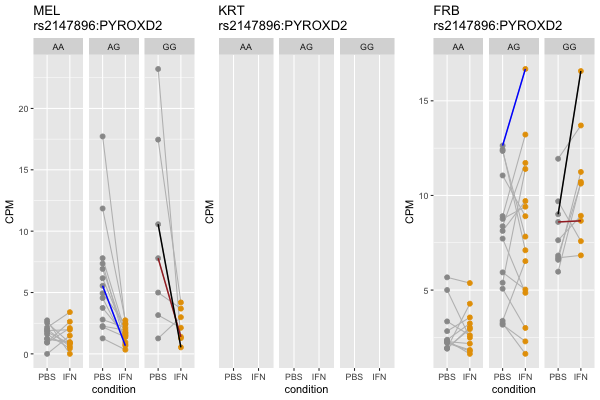 MEL
rs2147896:PYROXD2
AA AG GG
CPM
20
15
10
5
0
PBS IFN PBS IFN PBS IFN
condition
KRT
rs2147896:PYROXD2
AA AG GG
CPM
PBS IFN PBS IFN PBS IFN
condition
FRB
rs2147896:PYROXD2
AA AG GG
CPM
15
10
5
PBS IFN PBS IFN PBS IFN
condition